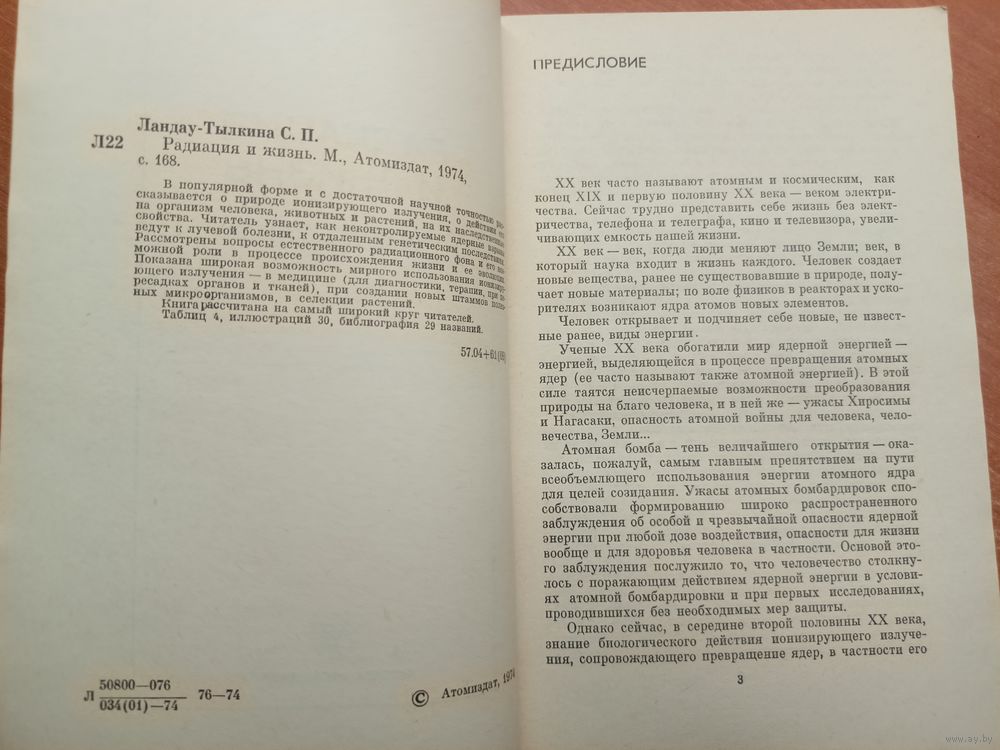 Ландау-Тылкина С. П.
Л22
Радиация и жизнь. М., Атомиздат, 1974,
с. 168.
В популярной форме и с достаточной научной точностью
сказывается о природе ионизирующего излучения, о действии его
на организм человека, животных и растений, на их наследственные
свойства. Читатель узнает, как неконтролируемые ядерные взрывы
ведут к лучевой болезни, к отдаленным генетическим последствиям.
Рассмотрены вопросы естественного радиационного фона и его воз-
можной роли в процессе происхождения жизни и ее эволюции.
Показана широкая возможность мирного использования ионизиру-
ющего излучения — в медицине (для диагностики, терапии, при пе-
ресадках органов и тканей), при создании новых штаммов полез-
ных микроорганизмов, в селекции растений.
Книга рассчитана на самый широкий круг читателей.
Таблиц 4, иллюстраций 30, библиография 29 названий.
57.04+61(09)
Л 50800—076
034(01)—74
76—74
© Атомиздат, 1974
ПРЕДИСЛОВИЕ
XX век часто называют атомным и космическим, как
конец XIX и первую половину XX века — веком электри-
чества. Сейчас трудно представить себе жизнь без элект-
ричества, телефона и телеграфа, кино и телевизора, увели-
чивающих емкость нашей жизни.
XX век — век, когда люди меняют лицо Земли; век, в
который наука входит в жизнь каждого. Человек создает
новые вещества, ранее не существовавшие в природе, полу-
чает новые материалы; по воле физиков в реакторах и уско-
рителях возникают ядра атомов новых элементов.
Человек открывает и подчиняет себе новые, не извест-
ные ранее, виды энергии.
Ученые XX века обогатили мир ядерной энергией —
энергией, выделяющейся в процессе превращения атомных
ядер (ее часто называют также атомной энергией). В этой
силе таятся неисчерпаемые возможности преобразования
природы на благо человека, и в ней же — ужасы Хиросимы
и Нагасаки, опасность атомной войны для человека, чело-
вечества, Земли...
Атомная бомба — тень величайшего открытия — ока-
залась, пожалуй, самым главным препятствием на пути
всеобъемлющего использования энергии атомного ядра
для целей созидания. Ужасы атомных бомбардировок спо-
собствовали формированию широко распространенного
заблуждения об особой и чрезвычайной опасности ядерной
энергии при любой дозе воздействия, опасности для жизни
вообще и для здоровья человека в частности. Основой это-
го заблуждения послужило то, что человечество столкну-
лось с поражающим действием ядерной энергии в услови-
ях атомной бомбардировки и при первых исследованиях,
проводившихся без необходимых мер защиты.
Однако сейчас, в середине второй половины XX века,
знание биологического действия ионизирующего излуче-
ния, сопровождающего превращение ядер, в частности его
3
www.ay.by